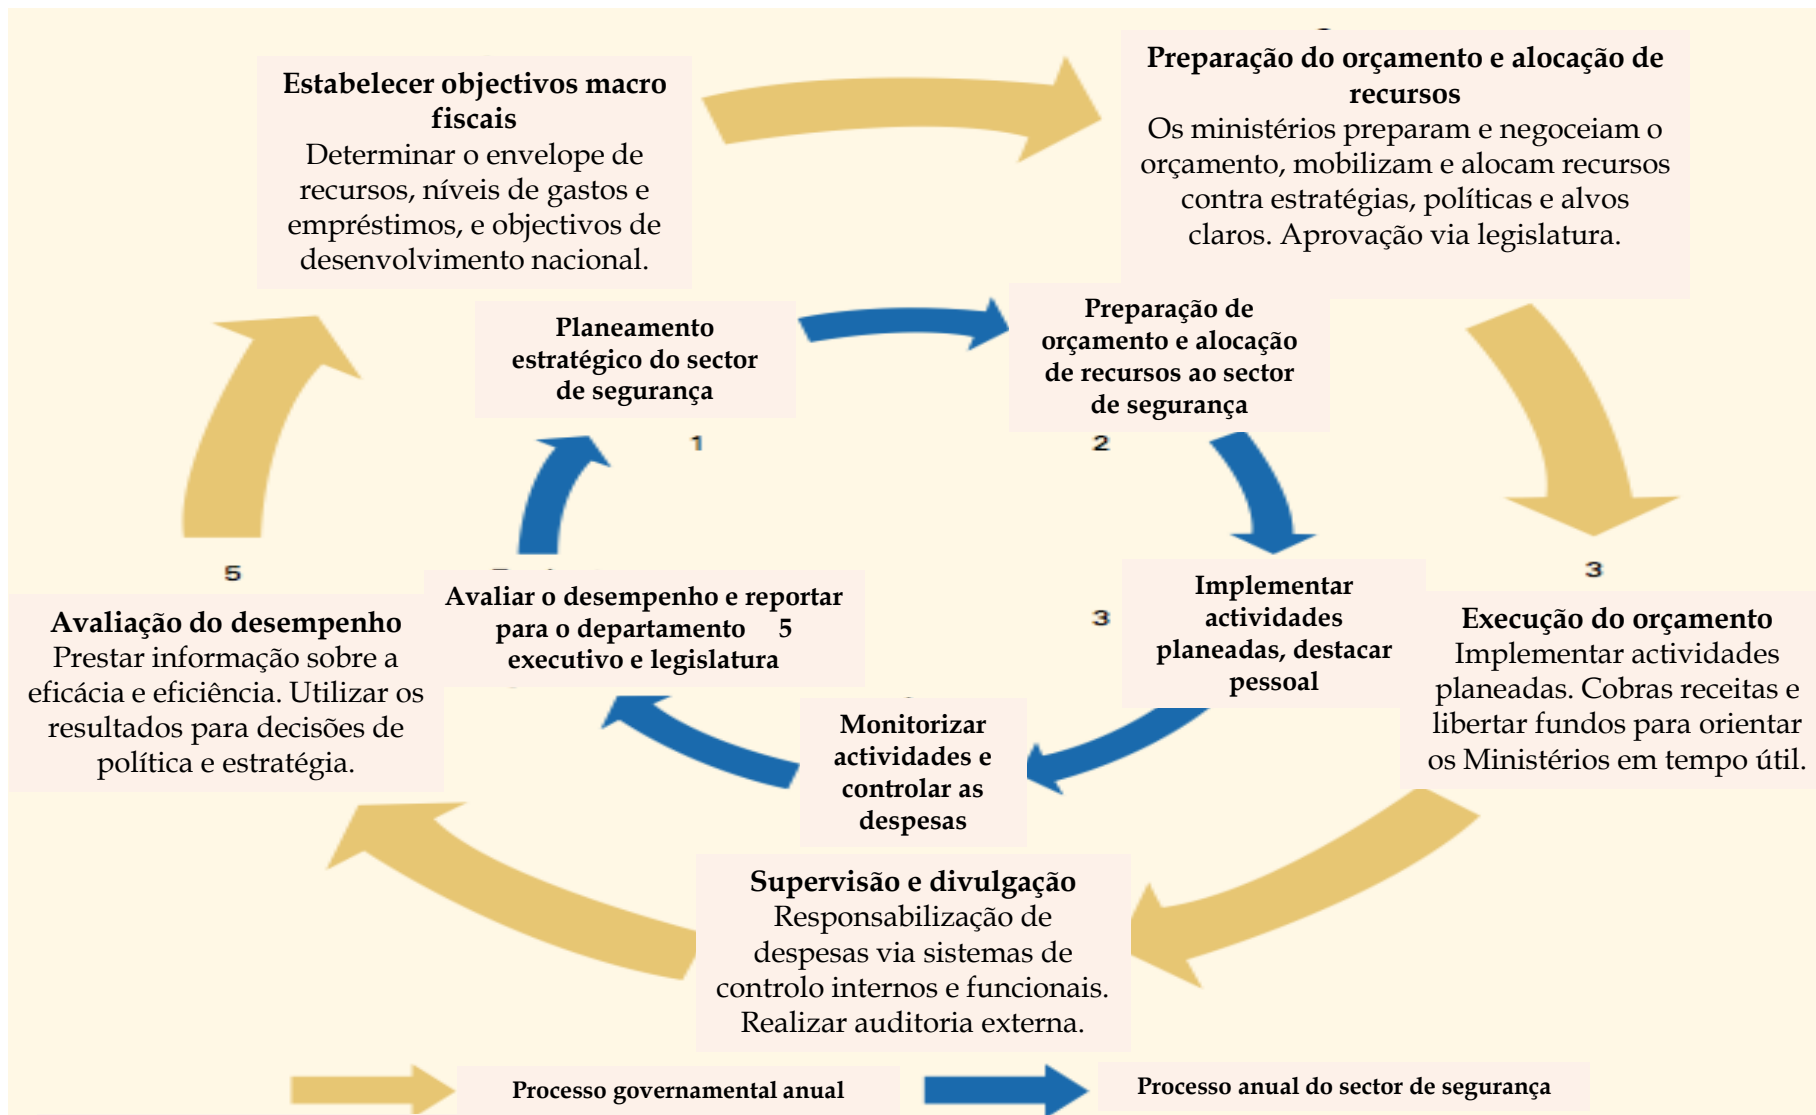 Estabelecer objectivos macro
fiscais
Determinar o envelope de
recursos, níveis de gastos e
empréstimos, e objectivos de
desenvolvimento nacional.
Preparação do orçamento e alocação de
recursos
Os ministérios preparam e negoceiam o
orçamento, mobilizam e alocam recursos
contra estratégias, políticas e alvos
claros. Aprovação via legislatura.
Planeamento
estratégico do sector
de segurança
1
Preparação de
orçamento e alocação
de recursos ao sector
de segurança
2
3
Execução do orçamento
Implementar actividades
planeadas. Cobras receitas e
libertar fundos para orientar
os Ministérios em tempo útil.
Implementar
actividades
planeadas, destacar
pessoal
3
5
Avaliação do desempenho
Prestar informação sobre a
eficácia e eficiência. Utilizar os
resultados para decisões de
política e estratégia.
Avaliar o desempenho e reportar
para o departamento 5
executivo e legislatura
Monitorizar
actividades e
controlar as
despesas
Supervisão e divulgação
Responsabilização de
despesas via sistemas de
controlo internos e funcionais.
Realizar auditoria externa.
Processo governamental anual
Processo anual do sector de segurança